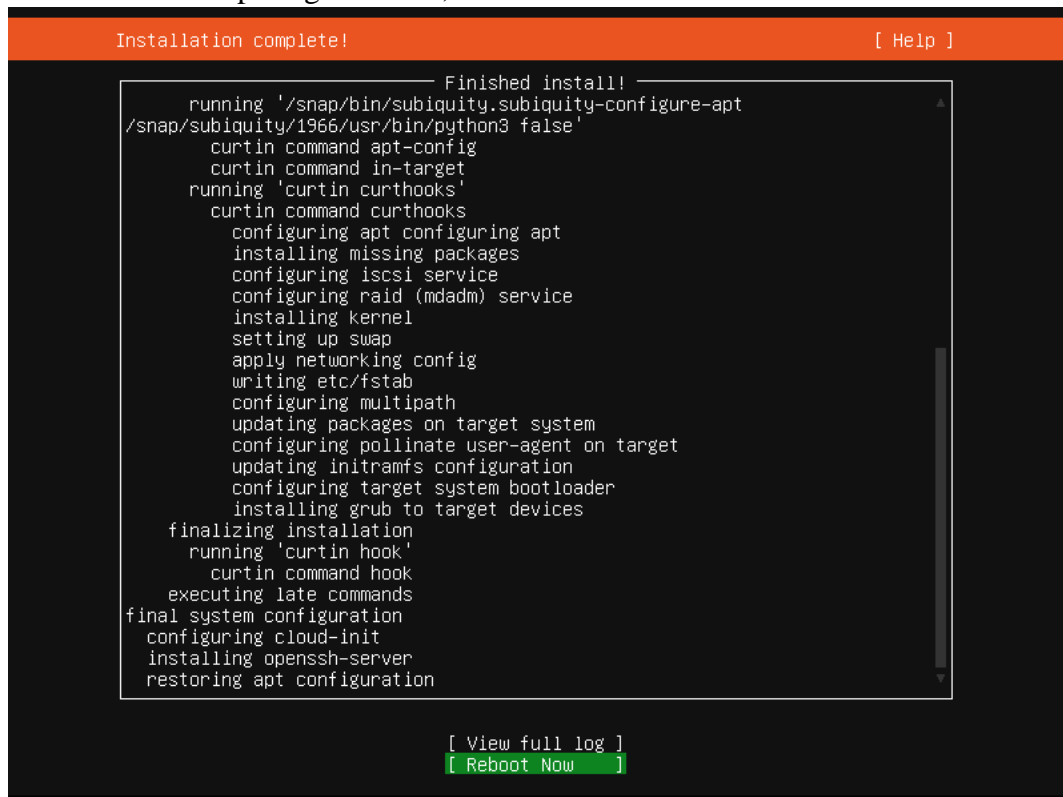 Installation complete! [ Help ]
Finished install!
running '/snap/bin/subiquity.subiquity-configure-apt
/snap/subiquity/1966/usr/bin/python3 false'
curtin command apt-config
curtin command in-target
running 'curtin curthooks'
curtin command curthooks
configuring apt configuring apt
installing missing packages
configuring iscsi service
configuring raid (mdadm) service
installing kernel
setting up swap
apply networking config
writing etc/fstab
configuring multipath
updating packages on target system
configuring pollinate user-agent on target
updating initramfs configuration
configuring target system bootloader
installing grub to target devices
finalizing installation
running 'curtin hook'
curtin command hook
executing late commands
final system configuration
configuring cloud-init
installing openssh-server
restoring apt configuration
[ View full log ]
[ Reboot Now ]